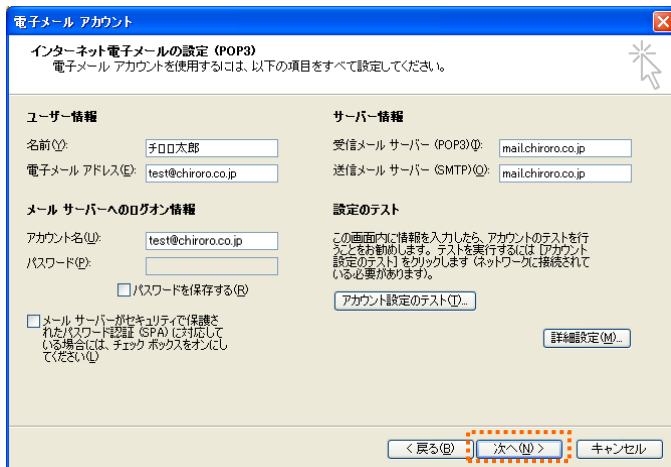 電子メール アカウント
インターネット電子メールの設定 (POP3)
電子メール アカウントを使用するには、以下の項目をすべて設定してください。
ユーザー情報
名前(Y):
チロロ太郎
電子メール アドレス(E):
test@chiroro.co.jp
メール サーバーへのログオン情報
アカウント名(U):
test@chiroro.co.jp
パスワード(P):
パスワードを保存する(R)
メール サーバーがセキュリティで保護さ
れたパスワード認証 (SPA) に対応して
いる場合には、チェック ボックスをオンにし
てください(L)
サーバー情報
受信メール サーバー (POP3)(I):
mail.chiroro.co.jp
送信メール サーバー (SMTP)(O):
mail.chiroro.co.jp
設定のテスト
この画面内に情報を入力したら、アカウントのテストを行
うことをお勧めします。テストを実行するには [アカウント
設定のテスト] をクリックします (ネットワークに接続されて
いる必要があります)。
アカウント設定のテスト(T)...
詳細設定(M)...
< 戻る(B)
次へ(N) >
キャンセル